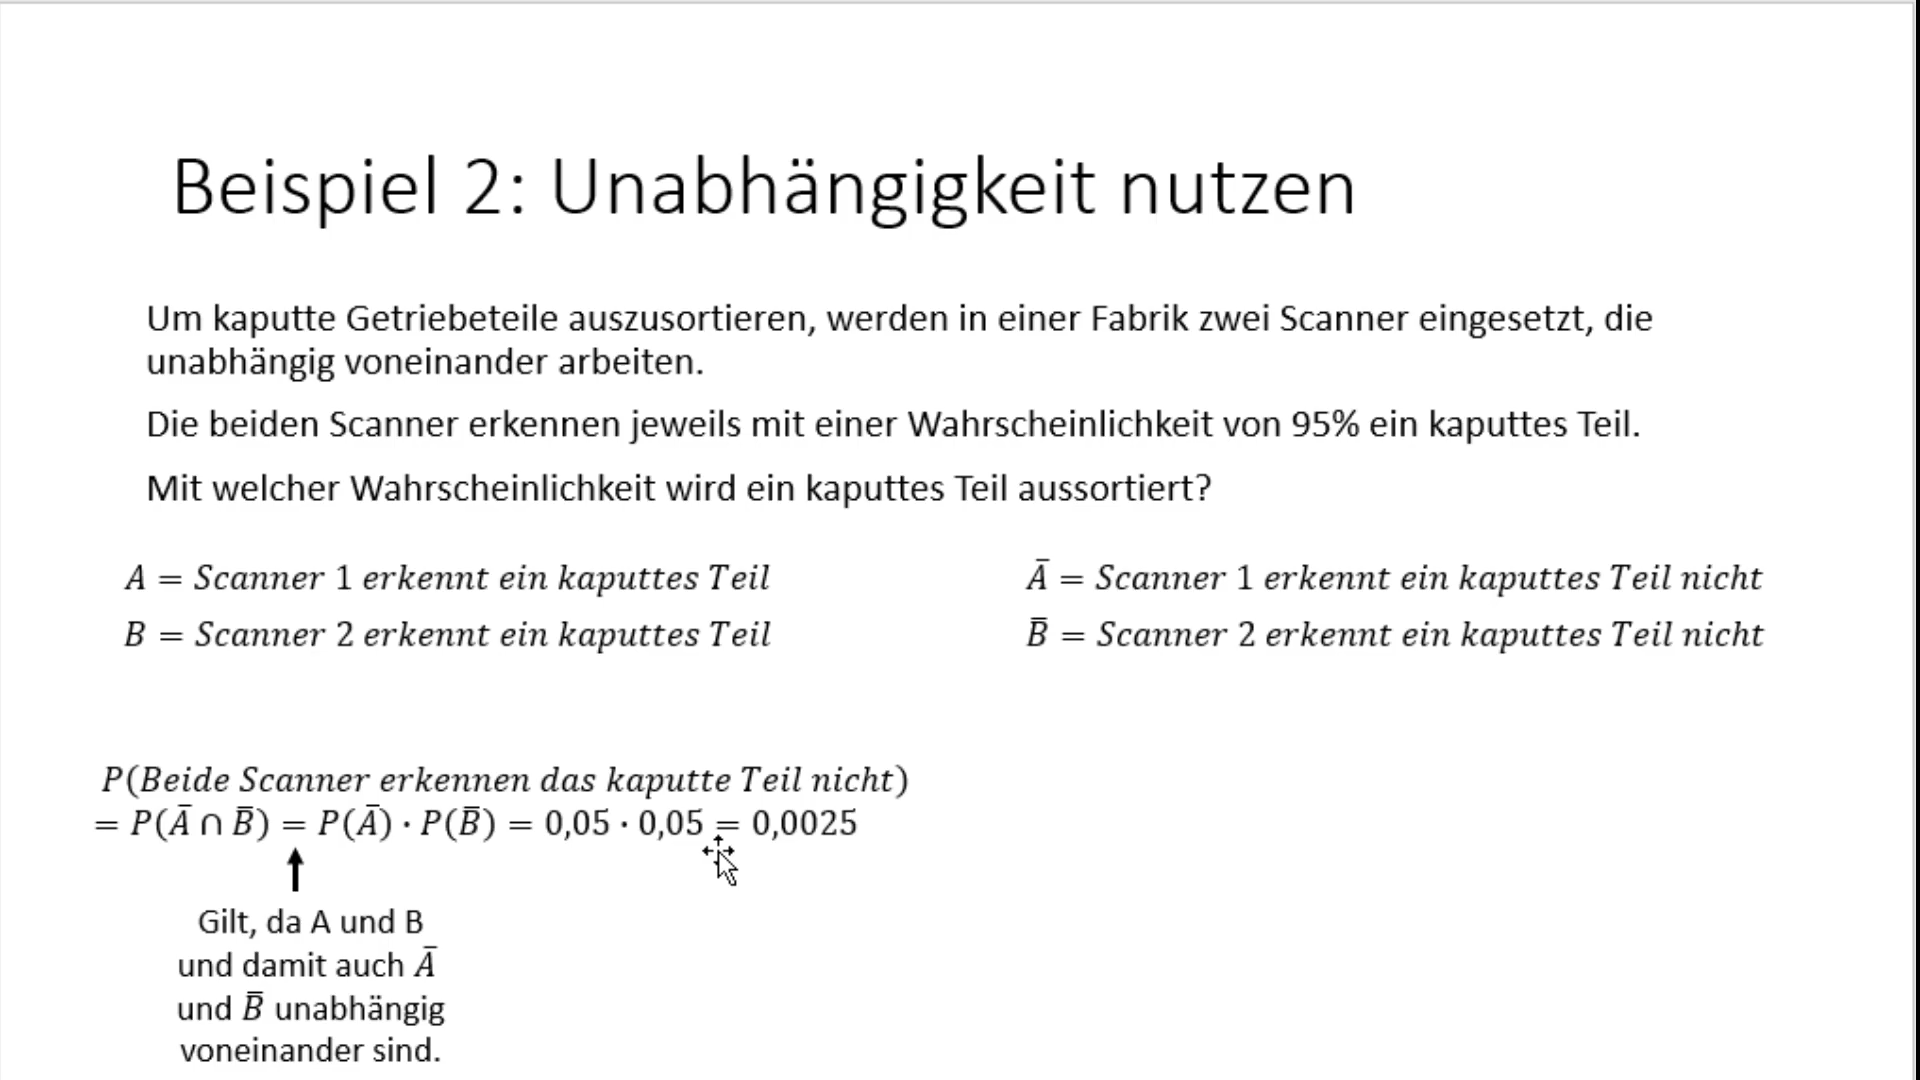 Beispiel 2: Unabhängigkeit nutzen
Um kaputte Getriebeteile auszusortieren, werden in einer Fabrik zwei Scanner eingesetzt, die
unabhängig voneinander arbeiten.
Die beiden Scanner erkennen jeweils mit einer Wahrscheinlichkeit von 95% ein kaputtes Teil.
Mit welcher Wahrscheinlichkeit wird ein kaputtes Teil aussortiert?
A = Scanner 1 erkennt ein kaputtes Teil
B = Scanner 2 erkennt ein kaputtes Teil
Ā = Scanner 1 erkennt ein kaputtes Teil nicht
B̄ = Scanner 2 erkennt ein kaputtes Teil nicht
P(Beide Scanner erkennen das kaputte Teil nicht)
= P(Ā ∩ B̄) = P(Ā) · P(B̄) = 0,05 · 0,05 = 0,0025
Gilt, da A und B
und damit auch Ā
und B̄ unabhängig
voneinander sind.